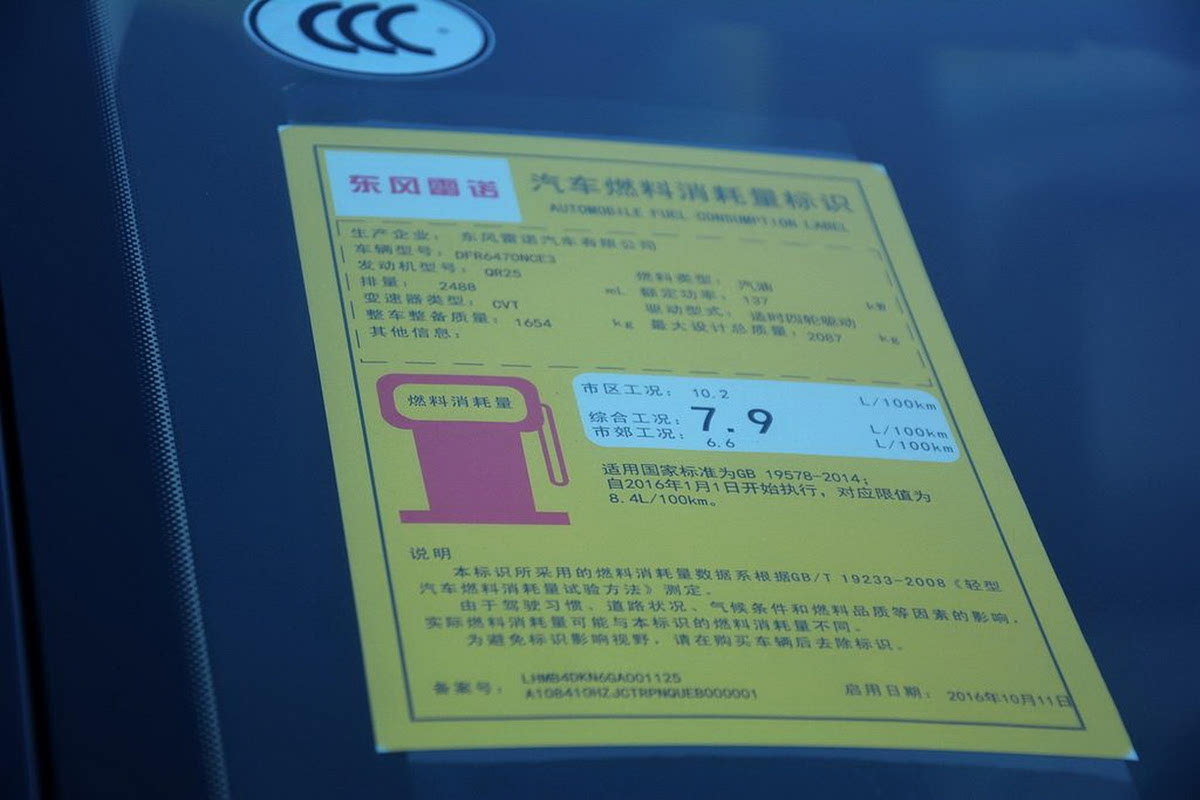 CCC
东风雷诺
汽车燃料消耗量标识
AUTOMOBILE FUEL CONSUMPTION LABEL
生产企业： 东风雷诺汽车有限公司
车辆型号：DFR6470NCE3
发动机型号： QR25 燃料类型： 汽油
排量： 2488 mL 额定功率： 137 kW
变速器类型： CVT 驱动型式： 适时四轮驱动
整车整备质量： 1654 kg 最大设计总质量：2087 kg
其他信息：
燃料消耗量
市区工况： 10.2 L/100km
综合工况：7.9 L/100km
市郊工况： 6.6 L/100km
适用国家标准为GB 19578-2014；
自2016年1月1日开始执行，对应限值为
8.4L/100km。
说明
本标识所采用的燃料消耗量数据系根据GB/T 19233-2008《轻型
汽车燃料消耗量试验方法》测定。
由于驾驶习惯、道路状况、气候条件和燃料品质等因素的影响，
实际燃料消耗量可能与本标识的燃料消耗量不同。
为避免标识影响视野，请在购买车辆后去除标识。
备案号： LHMB4DKN6GA001125
A108410HZJCTRPNQUEB000001 启用日期： 2016年10月11日